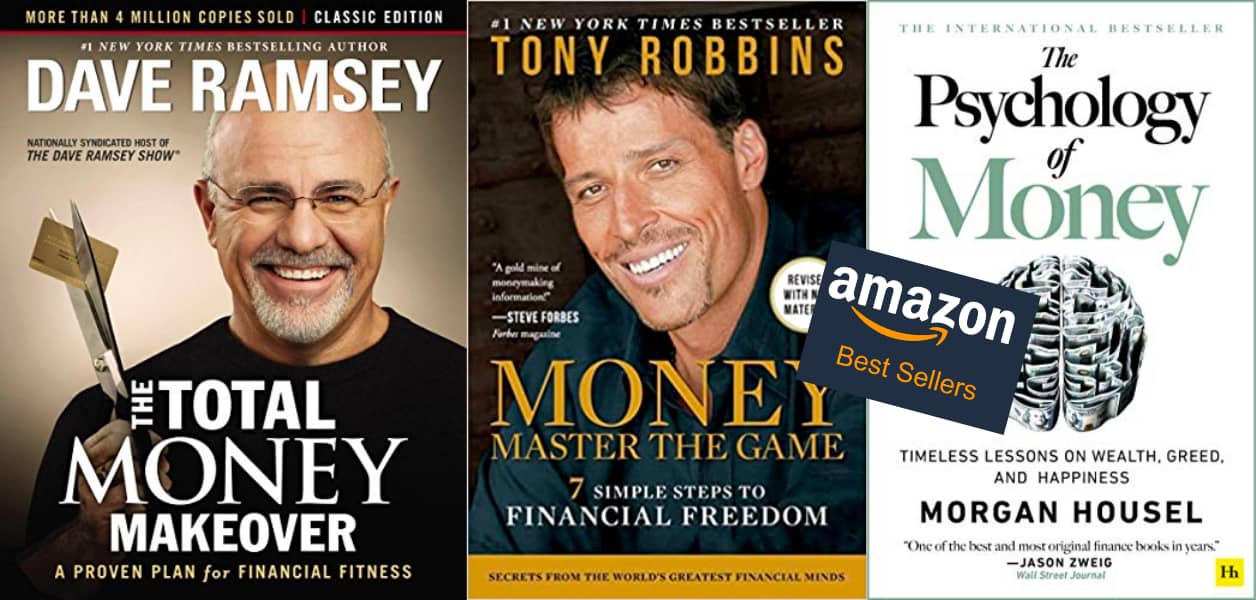 MORE THAN 4 MILLION COPIES SOLD | CLASSIC EDITION
#1 NEW YORK TIMES BESTSELLING AUTHOR
DAVE RAMSEY
NATIONALLY SYNDICATED HOST OF
THE DAVE RAMSEY SHOW™
THE TOTAL
MONEY
MAKEOVER
A PROVEN PLAN for FINANCIAL FITNESS
#1 NEW YORK TIMES BESTSELLER
TONY ROBBINS
"A gold mine of
moneymaking
information!"
—STEVE FORBES
Forbes magazine
REVISE
WITH N
MATER
MONEY
MASTER THE GAME
7 SIMPLE STEPS TO
FINANCIAL FREEDOM
SECRETS FROM THE WORLD'S GREATEST FINANCIAL MINDS
amazon
Best Sellers
THE INTERNATIONAL BESTSELLER
The
Psychology
of
Money
TIMELESS LESSONS ON WEALTH, GREED,
AND HAPPINESS
MORGAN HOUSEL
"One of the best and most original finance books in years."
—JASON ZWEIG
Wall Street Journal
Hh